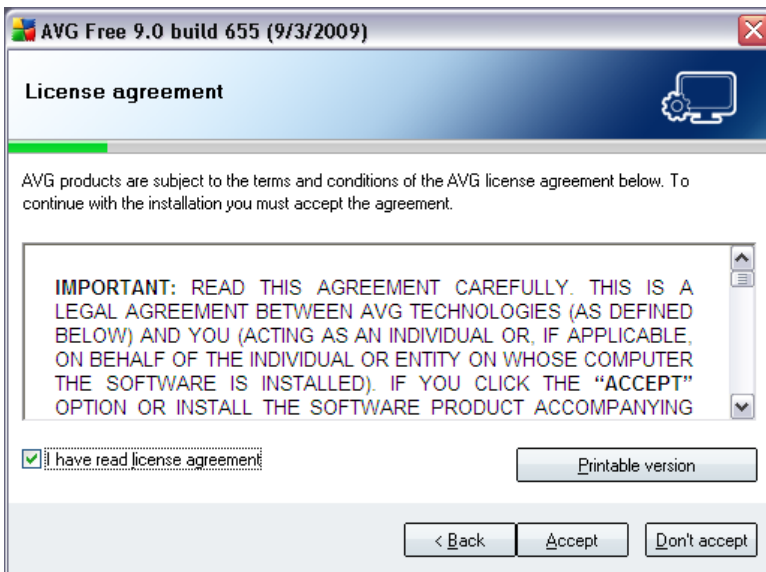 AVG Free 9.0 build 655 (9/3/2009)
License agreement
AVG products are subject to the terms and conditions of the AVG license agreement below. To
continue with the installation you must accept the agreement.
IMPORTANT: READ THIS AGREEMENT CAREFULLY. THIS IS A
LEGAL AGREEMENT BETWEEN AVG TECHNOLOGIES (AS DEFINED
BELOW) AND YOU (ACTING AS AN INDIVIDUAL OR, IF APPLICABLE,
ON BEHALF OF THE INDIVIDUAL OR ENTITY ON WHOSE COMPUTER
THE SOFTWARE IS INSTALLED). IF YOU CLICK THE “ACCEPT”
OPTION OR INSTALL THE SOFTWARE PRODUCT ACCOMPANYING
I have read license agreement
Printable version
< Back
Accept
Don't accept